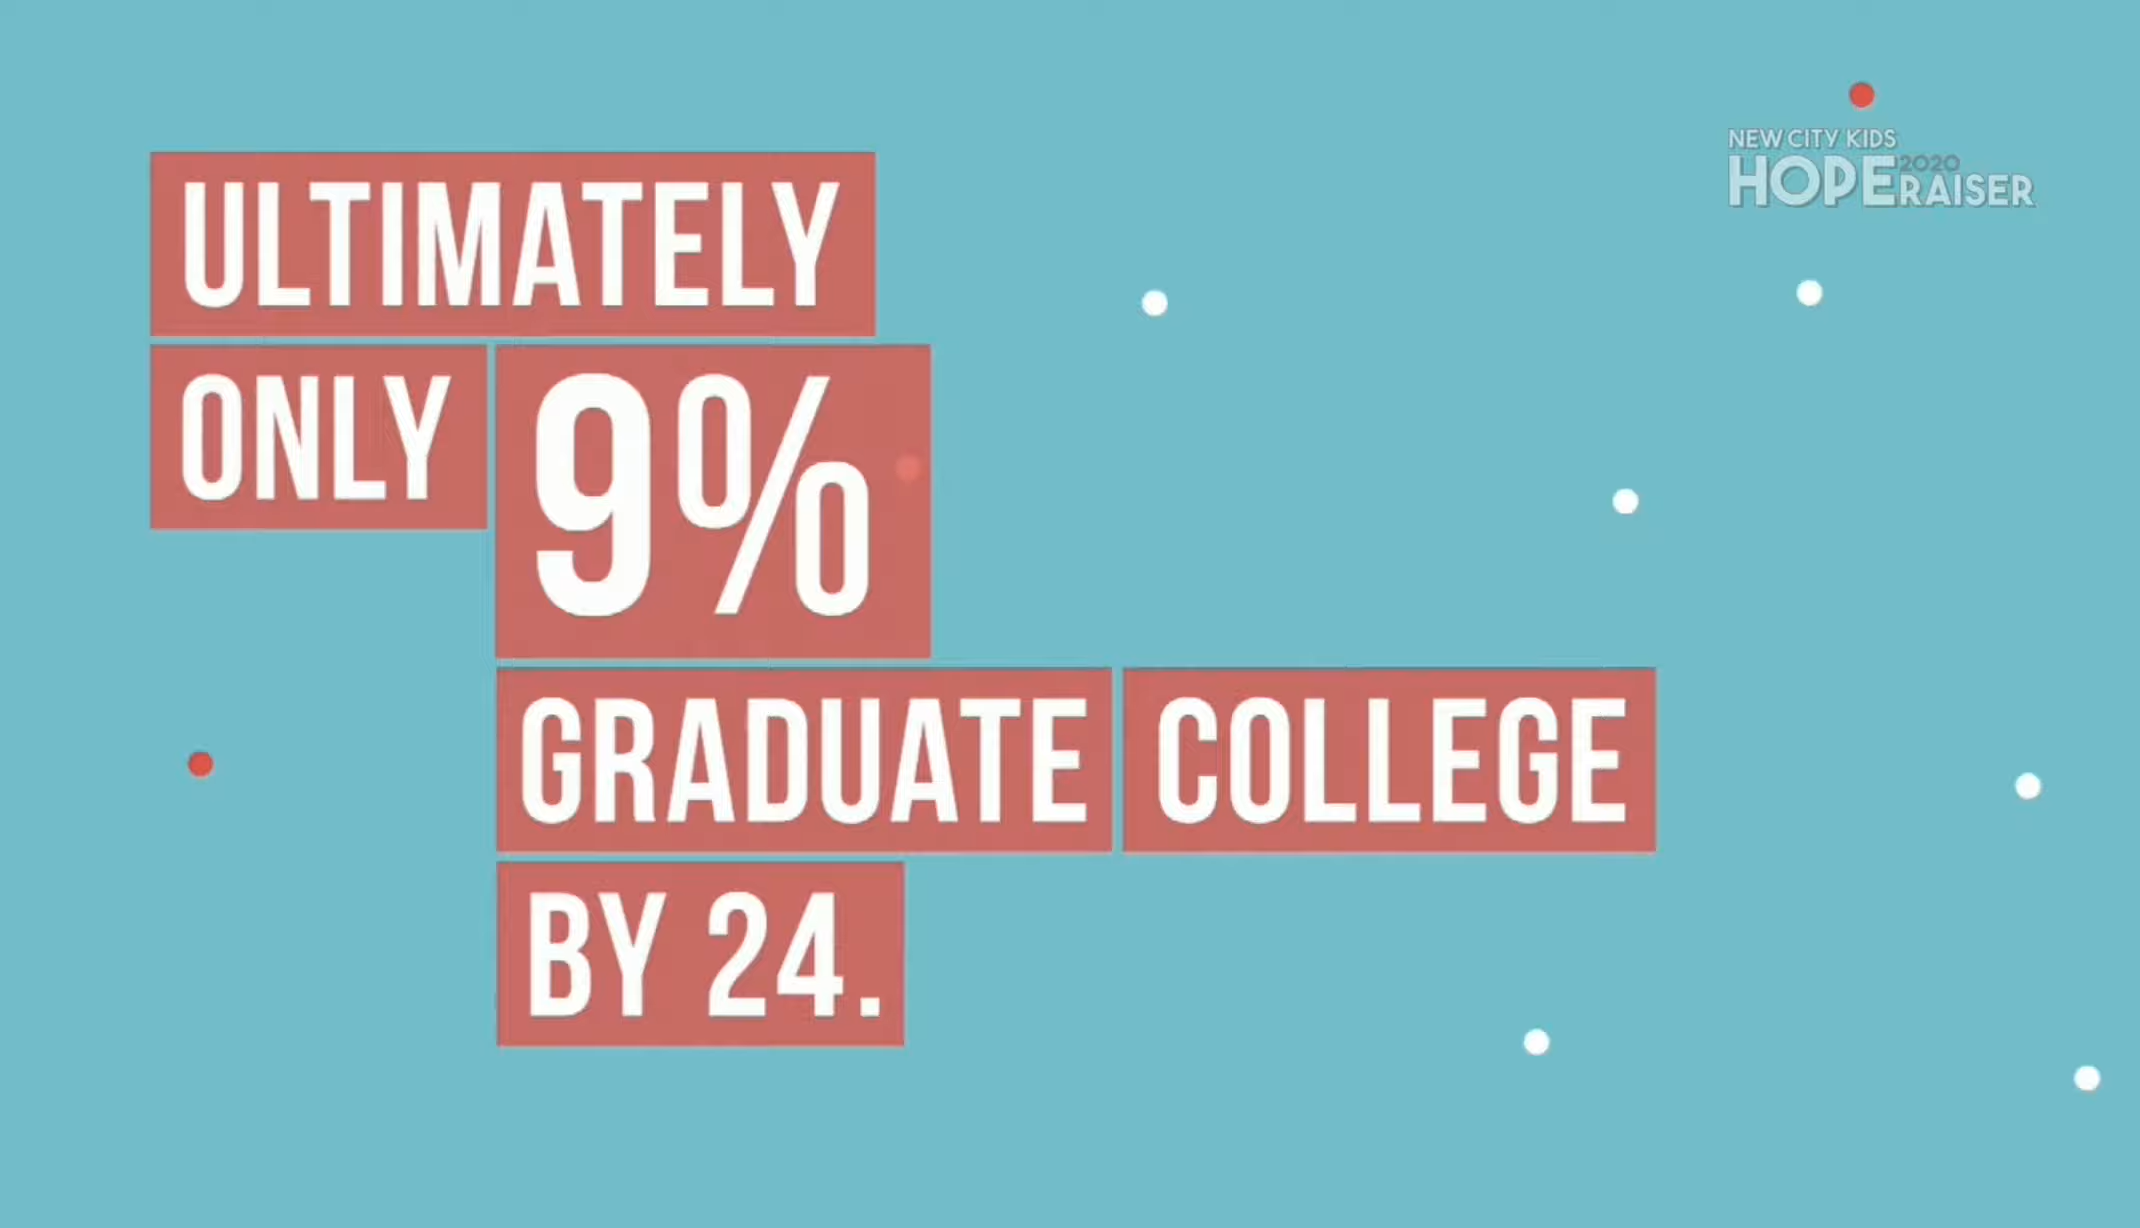 ULTIMATELY
ONLY 9%
GRADUATE COLLEGE
BY 24.
NEW CITY KIDS
HOPE 2020 RAISER